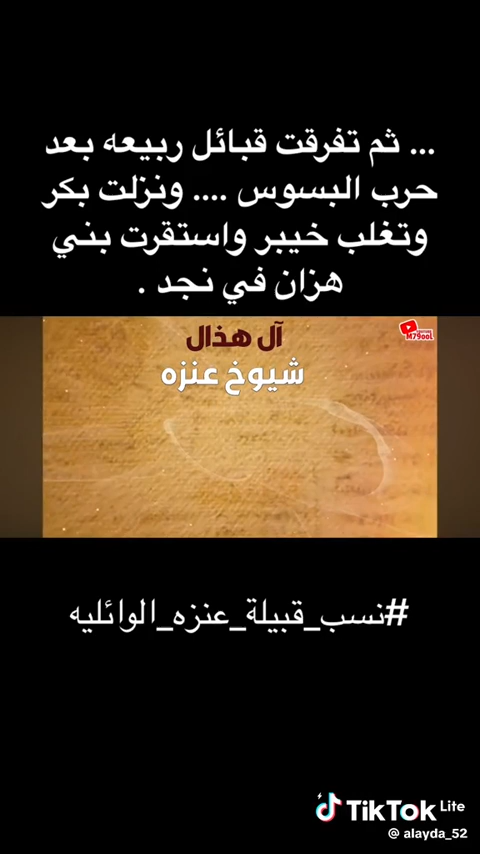 ... ثم تفرقت قبائل ربيعه بعد
حرب البسوس .... ونزلت بكر
وتغلب خيبر واستقرت بني
هزان في نجد .
آل هذال
شيوخ عنزه
M79ooL
#نسب_قبيلة_عنزه_الوائليه
TikTok Lite
@ alayda_52